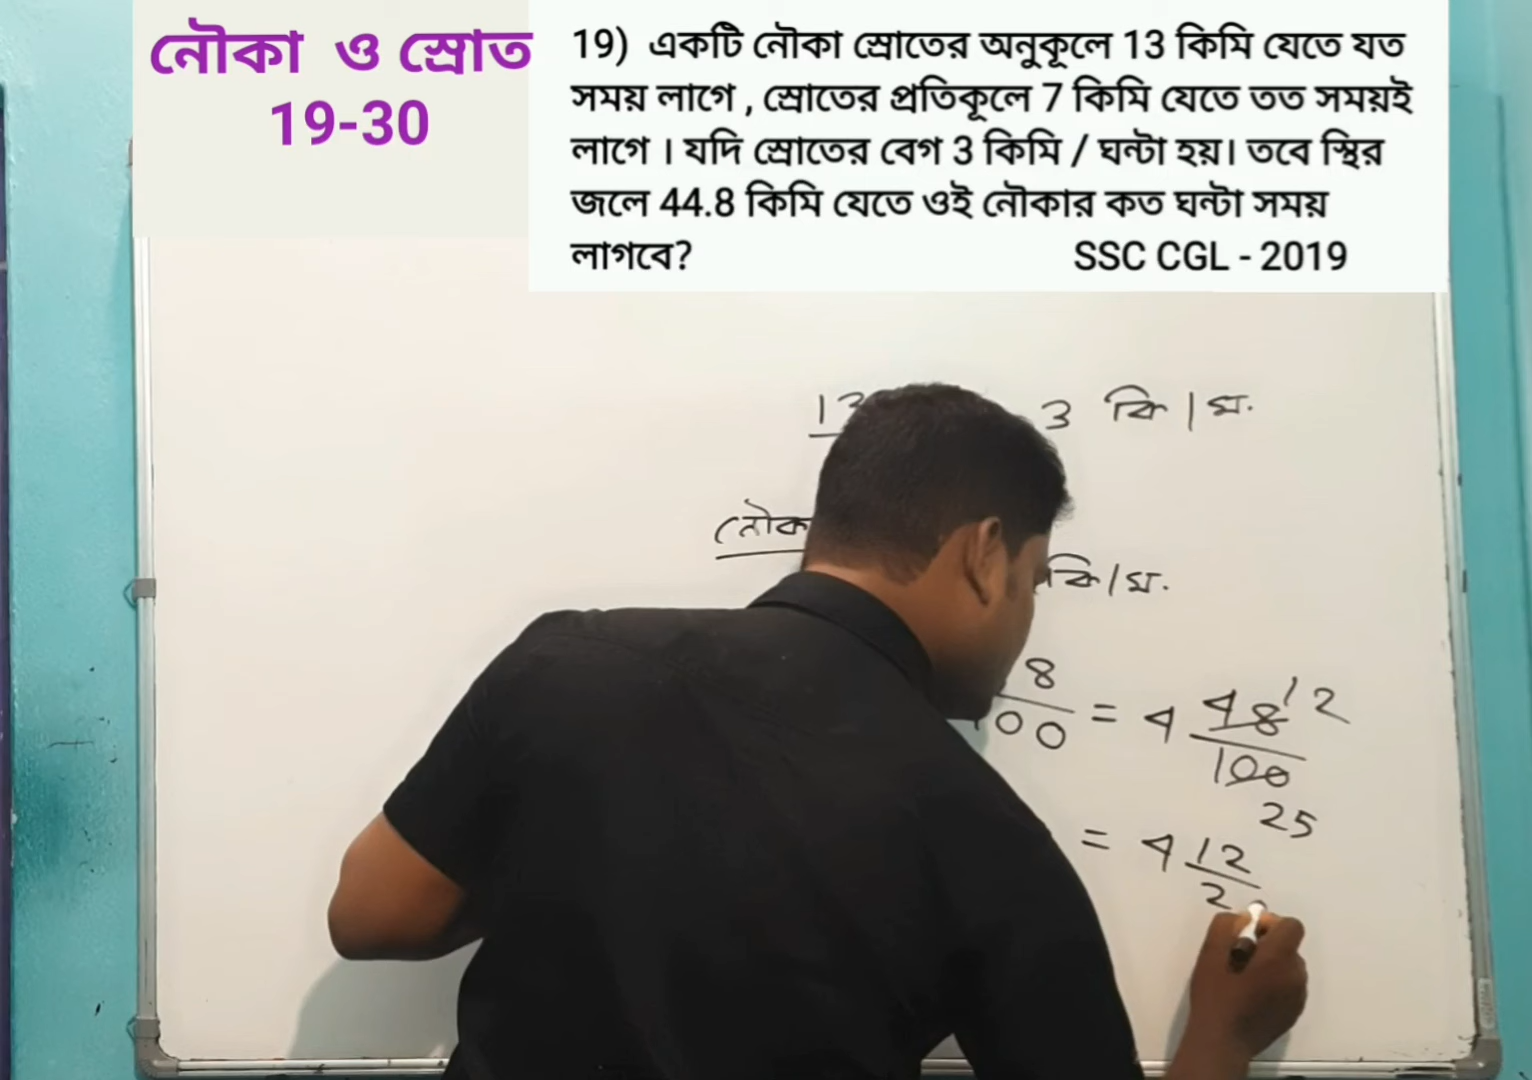 নৌকা ও স্রোত
19-30
19) একটি নৌকা স্রোতের অনুকূলে 13 কিমি যেতে যত
সময় লাগে , স্রোতের প্রতিকূলে 7 কিমি যেতে তত সময়ই
লাগে । যদি স্রোতের বেগ 3 কিমি / ঘন্টা হয়। তবে স্থির
জলে 44.8 কিমি যেতে ওই নৌকার কত ঘন্টা সময়
লাগবে?
SSC CGL - 2019
3 কি / ঘ.
নৌকা
কি/ঘ.
8
00
= 4
48
12
100
25
= 4
12
2